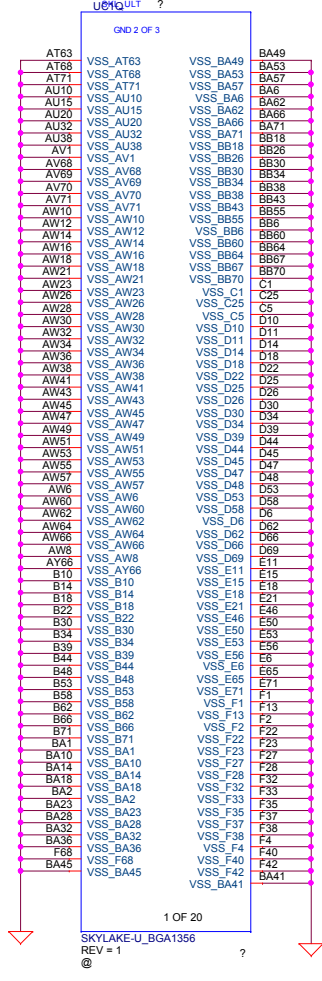 UC1Q SKL_ULT ?
GND 2 OF 3
AT63 VSS_AT63 VSS_BA49 BA49
AT68 VSS_AT68 VSS_BA53 BA53
AT71 VSS_AT71 VSS_BA57 BA57
AU10 VSS_AU10 VSS_BA6 BA6
AU15 VSS_AU15 VSS_BA62 BA62
AU20 VSS_AU20 VSS_BA66 BA66
AU32 VSS_AU32 VSS_BA71 BA71
AU38 VSS_AU38 VSS_BB18 BB18
AV1 VSS_AV1 VSS_BB26 BB26
AV68 VSS_AV68 VSS_BB30 BB30
AV69 VSS_AV69 VSS_BB34 BB34
AV70 VSS_AV70 VSS_BB38 BB38
AV71 VSS_AV71 VSS_BB43 BB43
AW10 VSS_AW10 VSS_BB55 BB55
AW12 VSS_AW12 VSS_BB6 BB6
AW14 VSS_AW14 VSS_BB60 BB60
AW16 VSS_AW16 VSS_BB64 BB64
AW18 VSS_AW18 VSS_BB67 BB67
AW21 VSS_AW21 VSS_BB70 BB70
AW23 VSS_AW23 VSS_C1 C1
AW26 VSS_AW26 VSS_C25 C25
AW28 VSS_AW28 VSS_C5 C5
AW30 VSS_AW30 VSS_D10 D10
AW32 VSS_AW32 VSS_D11 D11
AW34 VSS_AW34 VSS_D14 D14
AW36 VSS_AW36 VSS_D18 D18
AW38 VSS_AW38 VSS_D22 D22
AW41 VSS_AW41 VSS_D25 D25
AW43 VSS_AW43 VSS_D26 D26
AW45 VSS_AW45 VSS_D30 D30
AW47 VSS_AW47 VSS_D34 D34
AW49 VSS_AW49 VSS_D39 D39
AW51 VSS_AW51 VSS_D44 D44
AW53 VSS_AW53 VSS_D45 D45
AW55 VSS_AW55 VSS_D47 D47
AW57 VSS_AW57 VSS_D48 D48
AW6 VSS_AW6 VSS_D53 D53
AW60 VSS_AW60 VSS_D58 D58
AW62 VSS_AW62 VSS_D6 D6
AW64 VSS_AW64 VSS_D62 D62
AW66 VSS_AW66 VSS_D66 D66
AW8 VSS_AW8 VSS_D69 D69
AY66 VSS_AY66 VSS_E11 E11
B10 VSS_B10 VSS_E15 E15
B14 VSS_B14 VSS_E18 E18
B18 VSS_B18 VSS_E21 E21
B22 VSS_B22 VSS_E46 E46
B30 VSS_B30 VSS_E50 E50
B34 VSS_B34 VSS_E53 E53
B39 VSS_B39 VSS_E56 E56
B44 VSS_B44 VSS_E6 E6
B48 VSS_B48 VSS_E65 E65
B53 VSS_B53 VSS_E71 E71
B58 VSS_B58 VSS_F1 F1
B62 VSS_B62 VSS_F13 F13
B66 VSS_B66 VSS_F2 F2
B71 VSS_B71 VSS_F22 F22
BA1 VSS_BA1 VSS_F23 F23
BA10 VSS_BA10 VSS_F27 F27
BA14 VSS_BA14 VSS_F28 F28
BA18 VSS_BA18 VSS_F32 F32
BA2 VSS_BA2 VSS_F33 F33
BA23 VSS_BA23 VSS_F35 F35
BA28 VSS_BA28 VSS_F37 F37
BA32 VSS_BA32 VSS_F38 F38
BA36 VSS_BA36 VSS_F4 F4
F68 VSS_F68 VSS_F40 F40
BA45 VSS_BA45 VSS_F42 F42
VSS_BA41 BA41
1 OF 20
SKYLAKE-U_BGA1356
REV = 1 ?
@